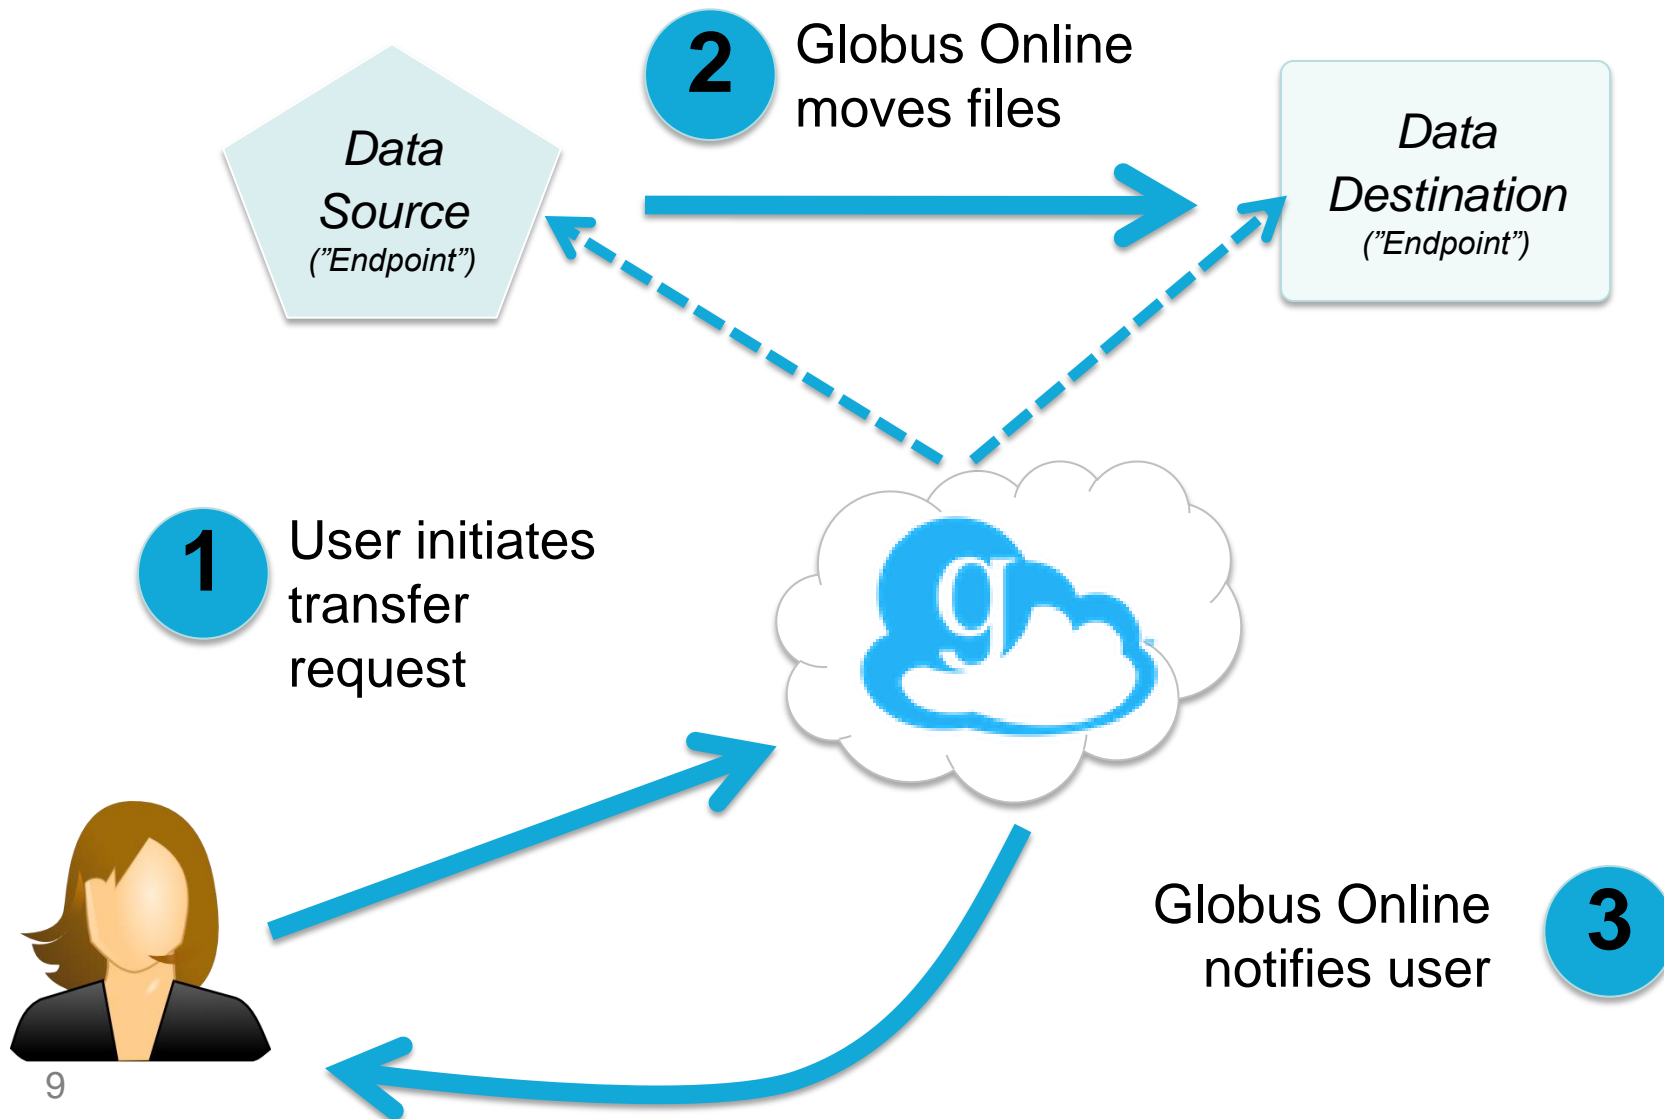 2
Globus Online
moves files
Data
Source
(”Endpoint”)
Data
Destination
(”Endpoint”)
1
User initiates
transfer
request
g
Globus Online
notifies user
3
9